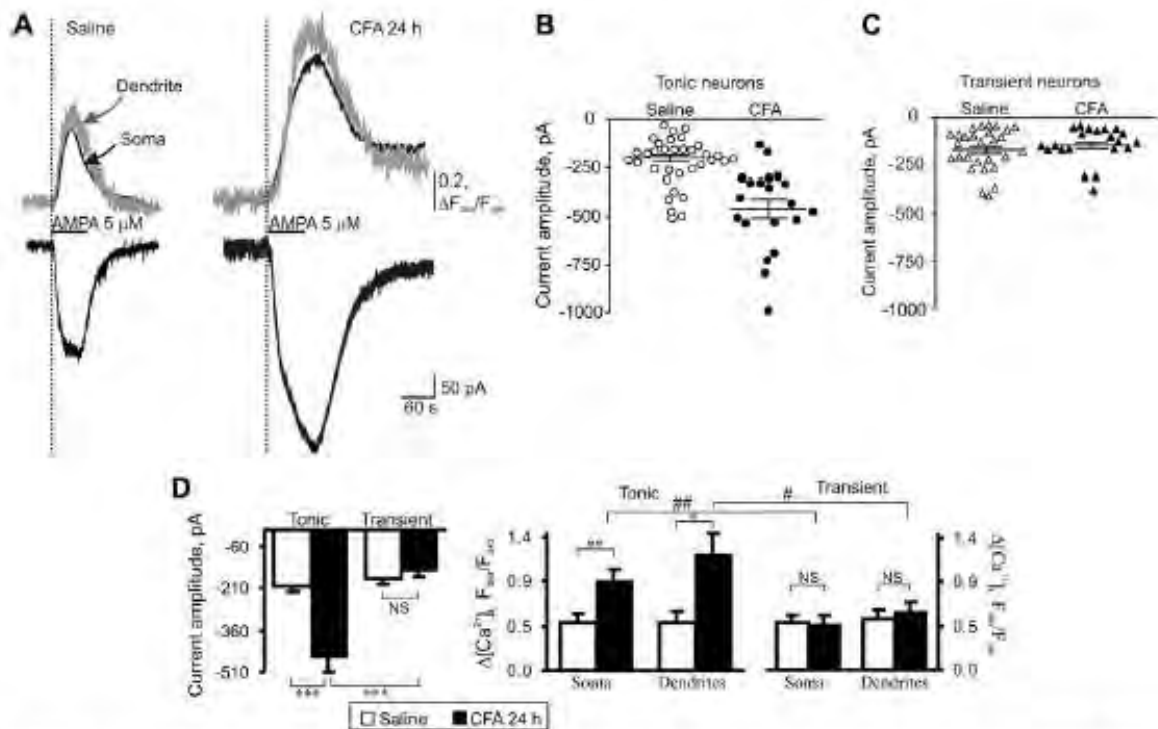 A
Saline
CFA 24 h
Dendrite
Soma
0.2,
ΔF₃₄₀/F₃₈₀
AMPA 5 μM
AMPA 5 μM
50 pA
60 s
B
Tonic neurons
Saline
CFA
Current amplitude, pA
0
-250
-500
-750
-1000
C
Transient neurons
Saline
CFA
Current amplitude, pA
0
-250
-500
-750
-1000
D
Tonic
Transient
Current amplitude, pA
-60
-210
-360
-510
NS
***
***
Tonic
Transient
##
#
**
*
NS
NS
Δ[Ca²⁺],
1.4
0.9
0.5
0.0
Soma
Dendrites
Soma
Dendrites
1.4
0.9
0.5
0.0
Δ[Ca²⁺],
Saline
CFA 24 h